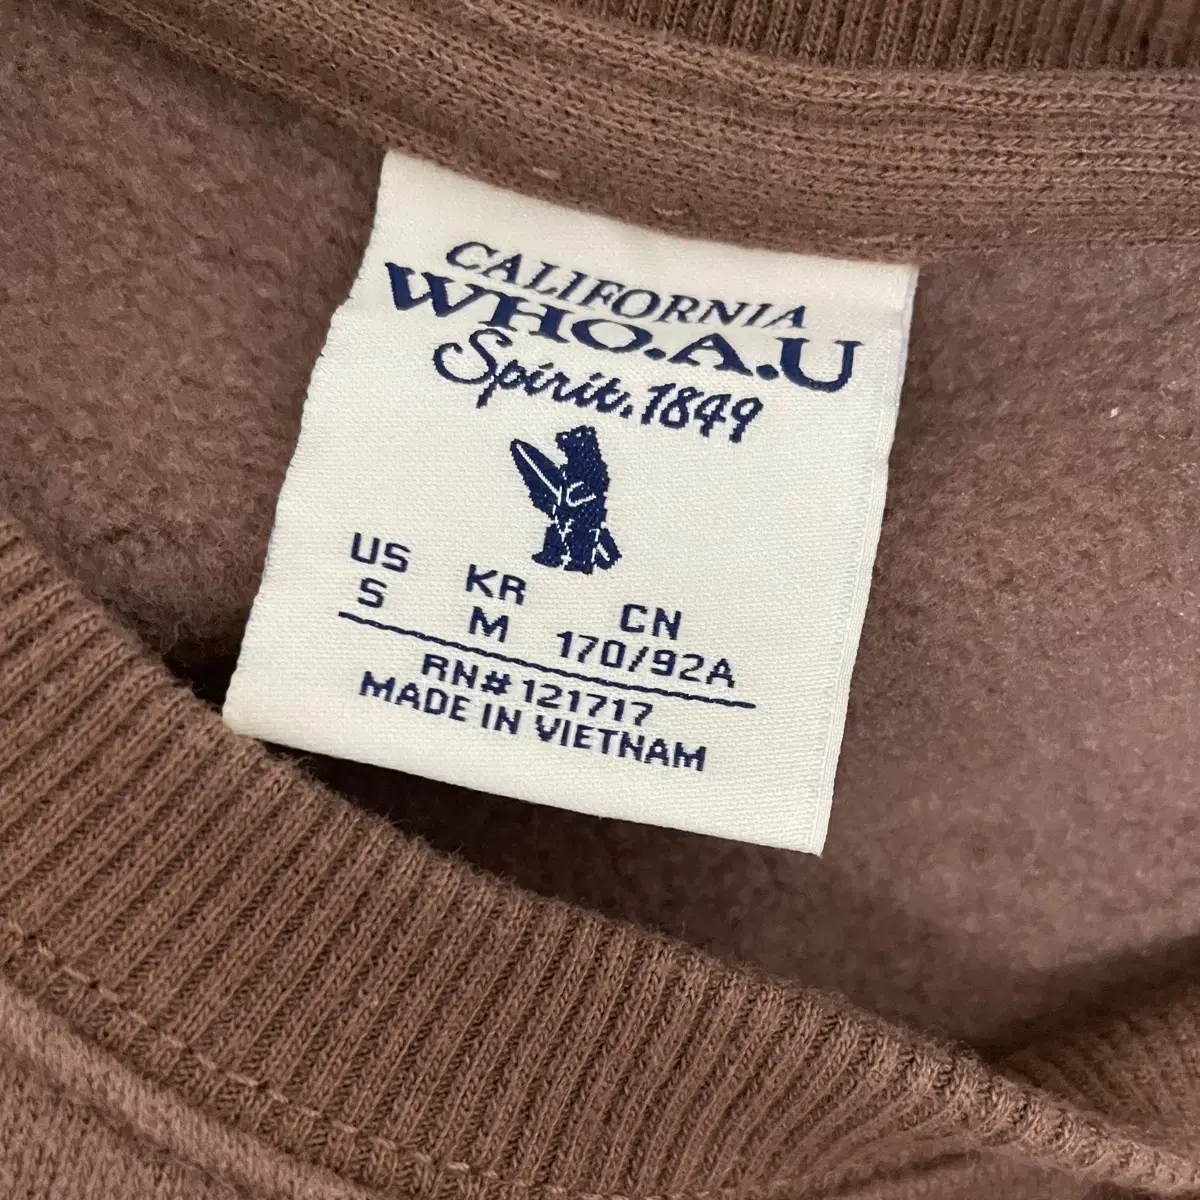 CALIFORNIA
WHO.A.U
Spirit.1849
US KR CN
S M 170/92A
RN# 121717
MADE IN VIETNAM